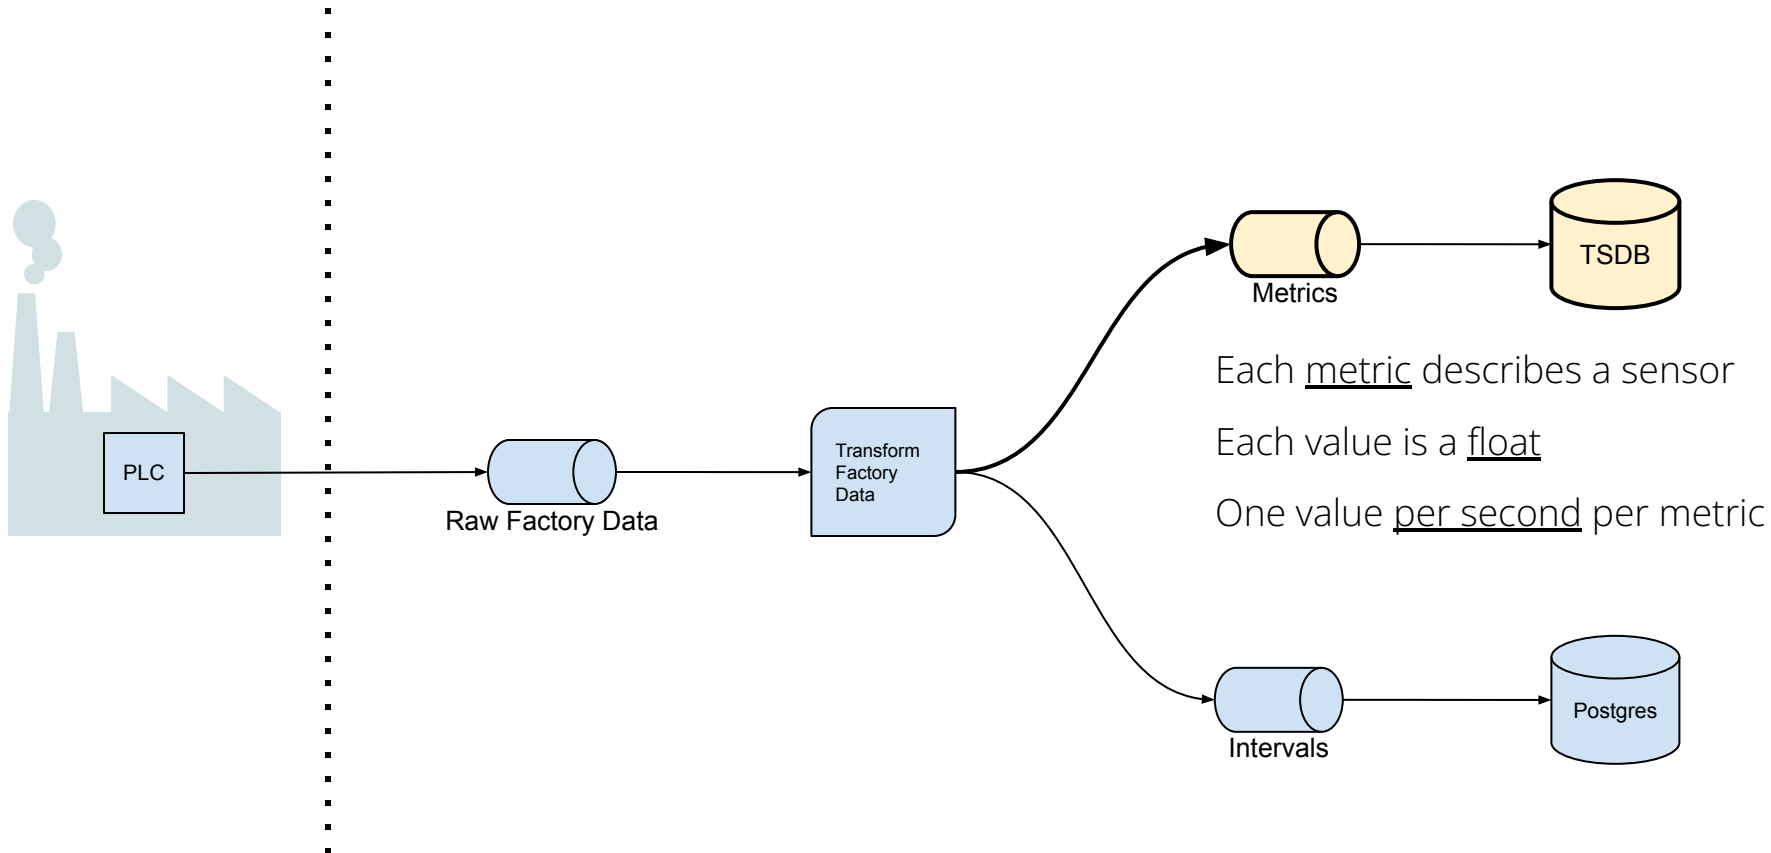 PLC
Raw Factory Data
Transform
Factory
Data
Metrics
TSDB
Each metric describes a sensor
Each value is a float
One value per second per metric
Intervals
Postgres